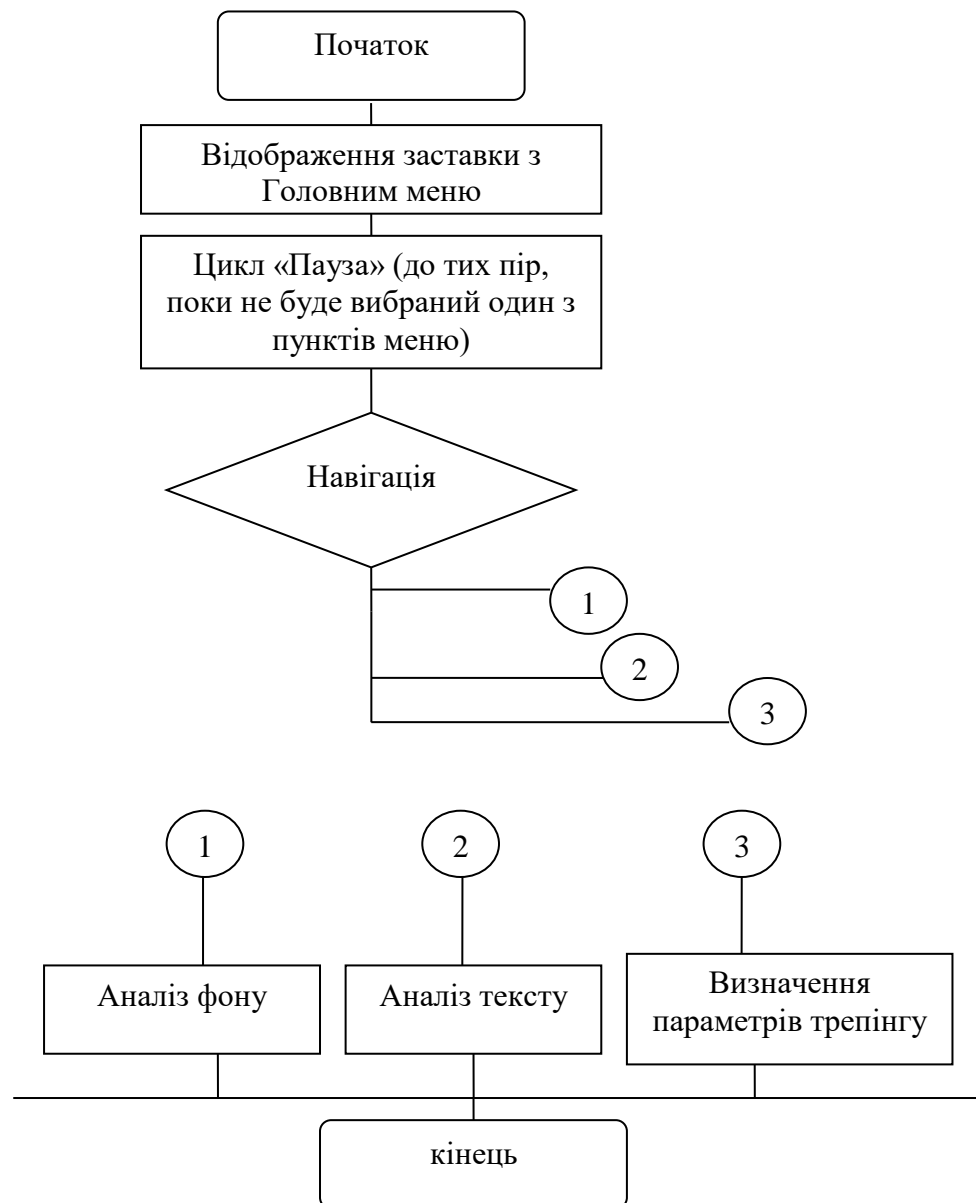 Початок
Відображення заставки з
Головним меню
Цикл «Пауза» (до тих пір,
поки не буде вибраний один з
пунктів меню)
Навігація
1
2
3
1
2
3
Аналіз фону
Аналіз тексту
Визначення
параметрів трепінгу
кінець